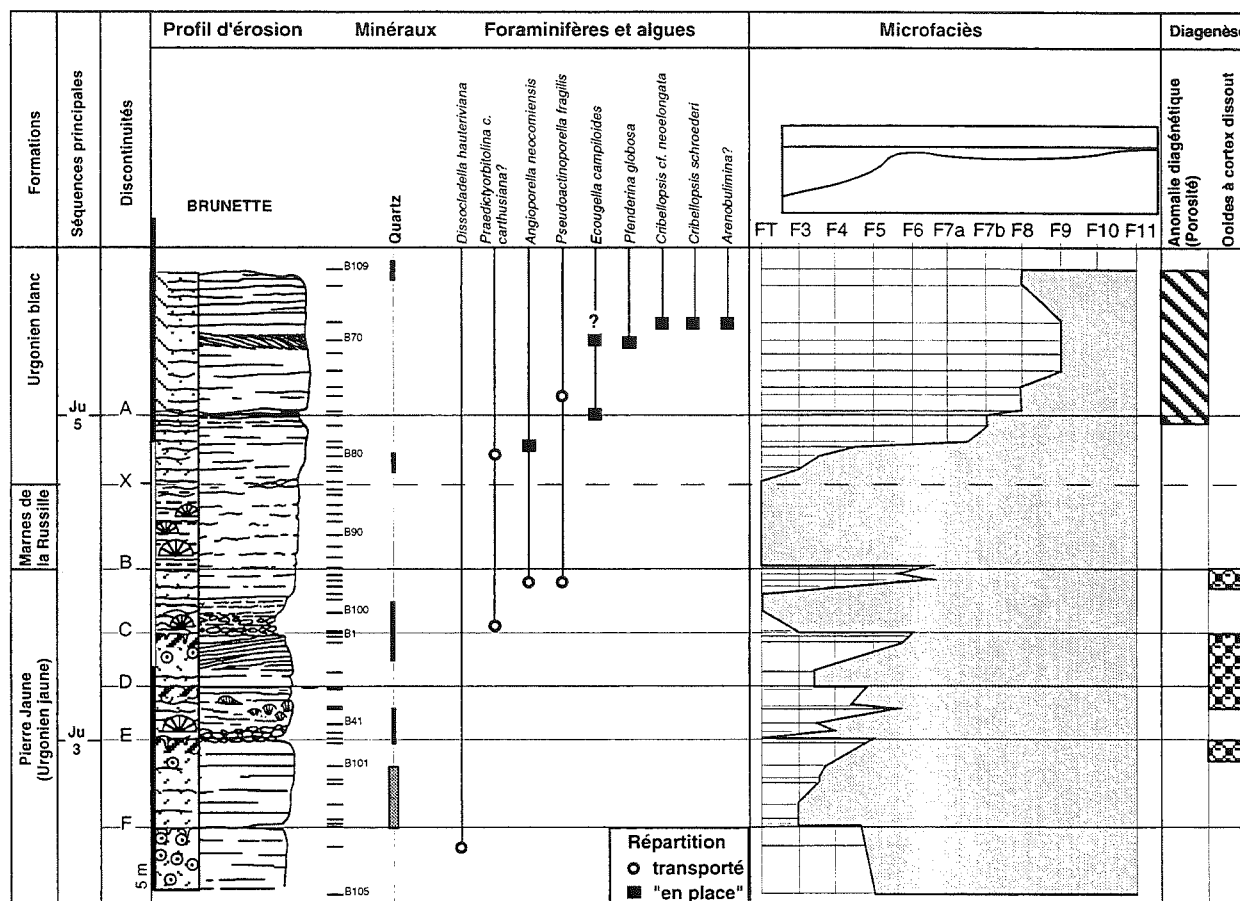 Profil d'érosion
Minéraux
Foraminifères et algues
Microfaciès
Diagenèse
Formations
Séquences principales
Discontinuités
BRUNETTE
Quartz
Dissocladella hauteriviana
Praedictyorbitolina c.
carthusiana?
Angioporella neocomiensis
Pseudoactinoporella fragilis
Ecougella campiloides
Pfenderina globosa
Cribellopsis cf. neoelongata
Cribellopsis schroederi
Arenobulimina?
Anomalie diagénétique
(Porosité)
Ooïdes à cortex dissout
FT F3 F4 F5 F6 F7a F7b F8 F9 F10 F11
Urgonien blanc
Marnes de
la Russille
Pierre Jaune
(Urgonien jaune)
Ju
5
Ju
3
A
X
B
C
D
E
F
5 m
B109
B70
B80
B90
B100
B1
B41
B101
B105
?
Répartition
transporté
"en place"